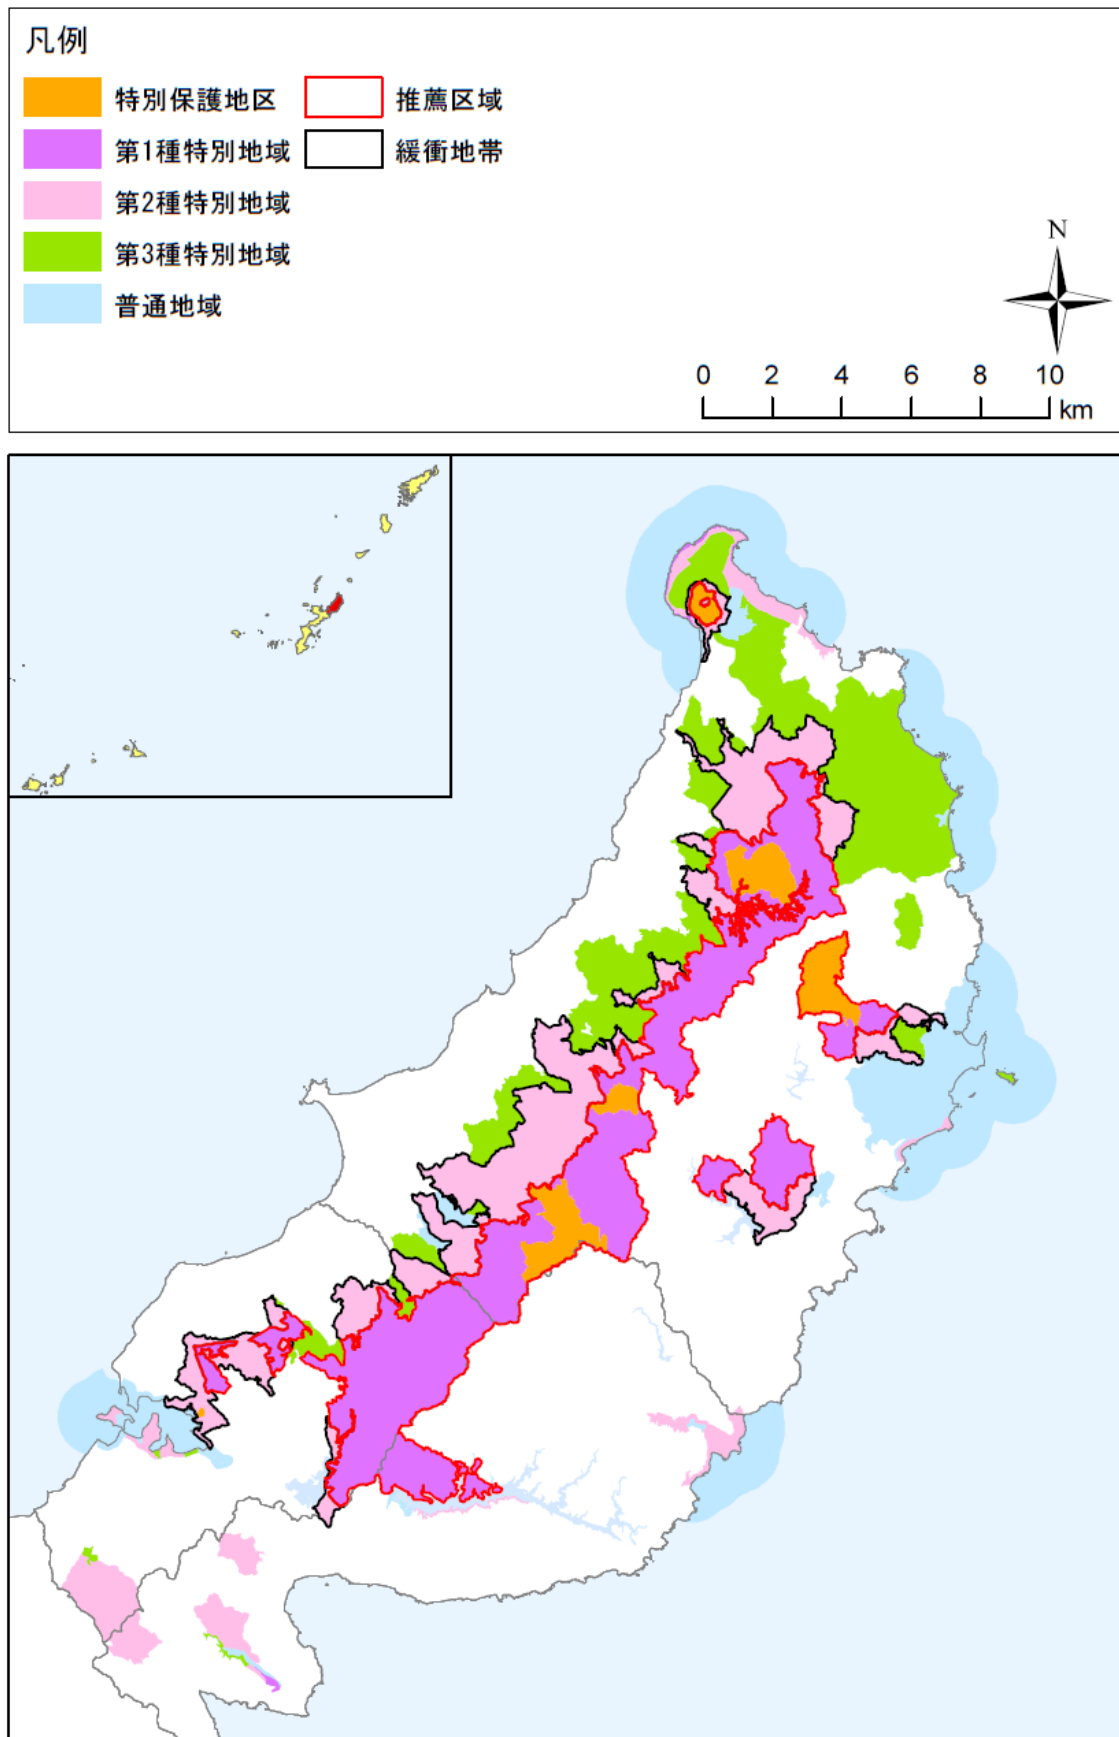 凡例
特別保護地区 推薦区域
第1種特別地域 緩衝地帯
第2種特別地域
第3種特別地域
普通地域
N
0 2 4 6 8 10
km